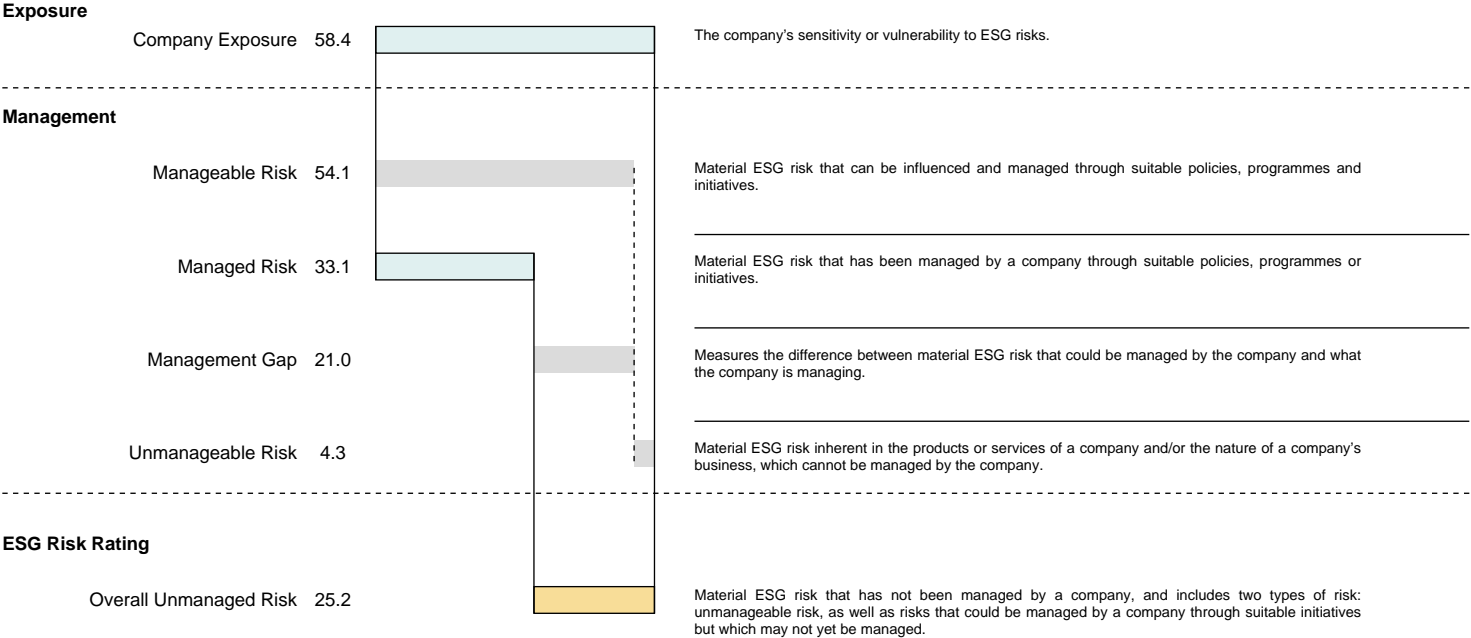 Exposure
Company Exposure 58.4
The company’s sensitivity or vulnerability to ESG risks.
Management
Manageable Risk 54.1
Material ESG risk that can be influenced and managed through suitable policies, programmes and
initiatives.
Managed Risk 33.1
Material ESG risk that has been managed by a company through suitable policies, programmes or
initiatives.
Management Gap 21.0
Measures the difference between material ESG risk that could be managed by the company and what
the company is managing.
Unmanageable Risk 4.3
Material ESG risk inherent in the products or services of a company and/or the nature of a company’s
business, which cannot be managed by the company.
ESG Risk Rating
Overall Unmanaged Risk 25.2
Material ESG risk that has not been managed by a company, and includes two types of risk:
unmanageable risk, as well as risks that could be managed by a company through suitable initiatives
but which may not yet be managed.